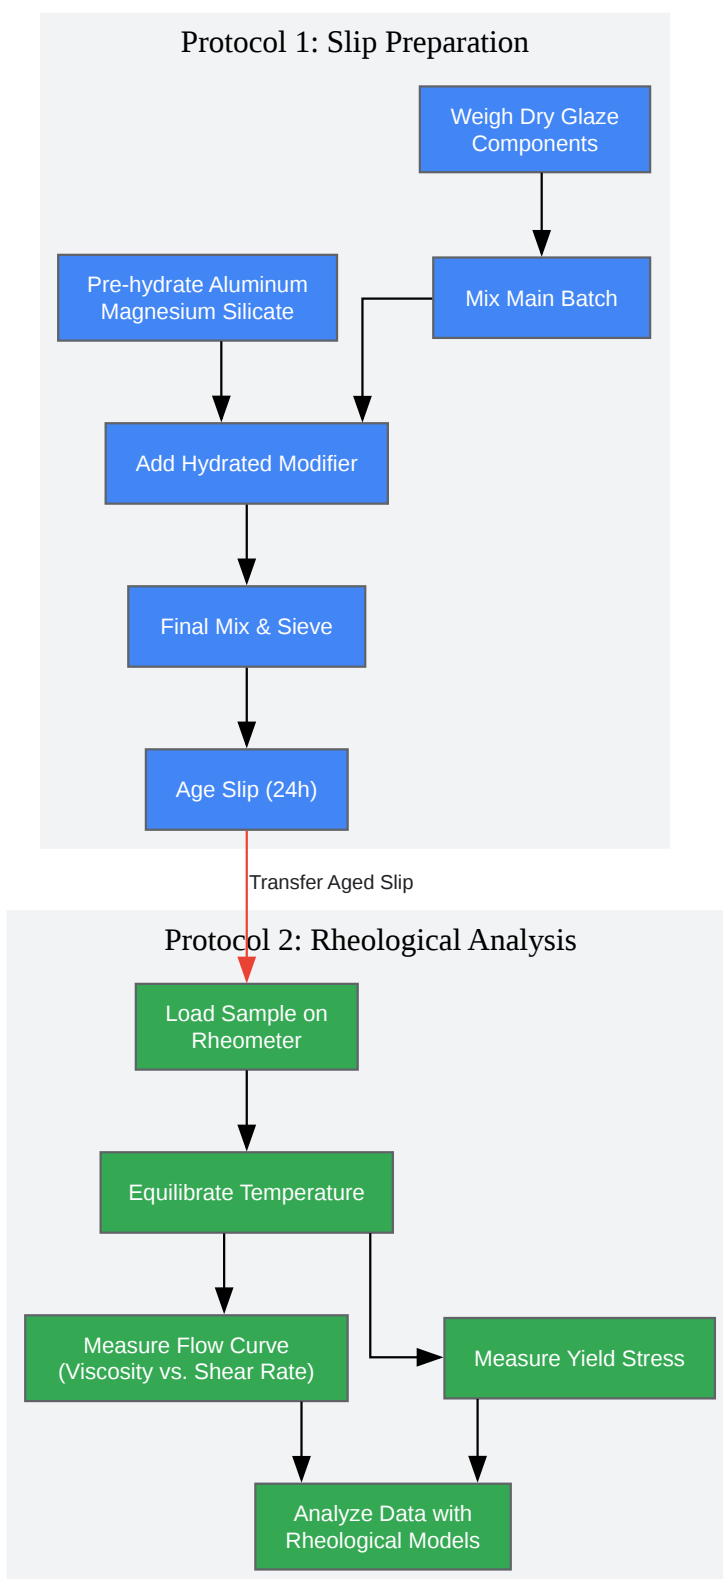 Protocol 1: Slip Preparation
Weigh Dry Glaze
Components
Pre-hydrate Aluminum
Magnesium Silicate
Mix Main Batch
Add Hydrated Modifier
Final Mix & Sieve
Age Slip (24h)
Transfer Aged Slip
Protocol 2: Rheological Analysis
Load Sample on
Rheometer
Equilibrate Temperature
Measure Flow Curve
(Viscosity vs. Shear Rate)
Measure Yield Stress
Analyze Data with
Rheological Models